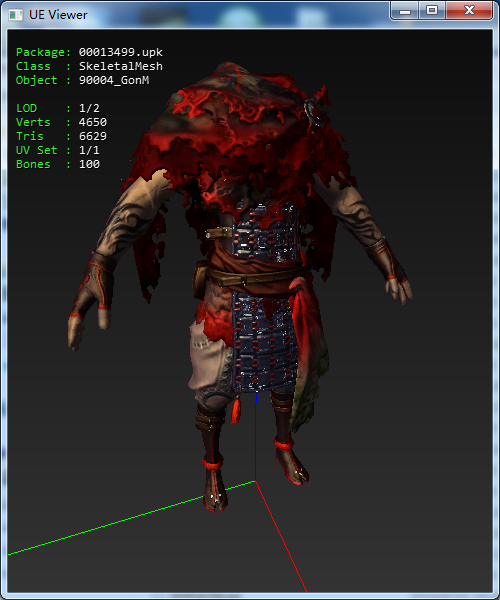 UE Viewer
Package: 00013499.upk
Class : SkeletalMesh
Object : 90004_GonM
LOD : 1/2
Verts : 4650
Tris : 6629
UV Set : 1/1
Bones : 100